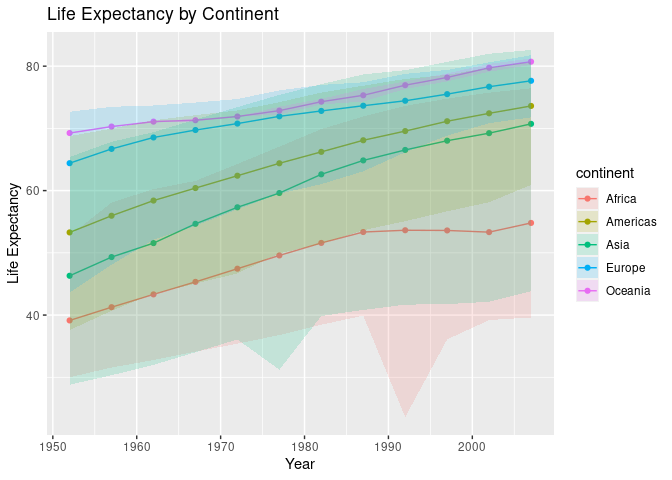 Life Expectancy by Continent
80
60
40
Life Expectancy
1950 1960 1970 1980 1990 2000
Year
continent
Africa
Americas
Asia
Europe
Oceania